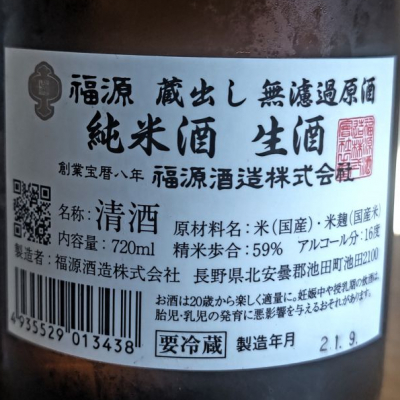 福源 蔵出し 無濾過原酒
純米酒 生酒
創業宝暦八年 福源酒造株式会社
名称:清酒 原材料名:米(国産)・米麹(国産米)
内容量:720ml 精米歩合:59% アルコール分:16度
製造者:福源酒造株式会社 長野県北安曇郡池田町池田2100
お酒は20歳から楽しく適量に。妊娠中や授乳期の飲酒は、
胎児・乳児の発育に悪影響を与えるおそれがあります。
4935529013438
要冷蔵 製造年月 21.9.